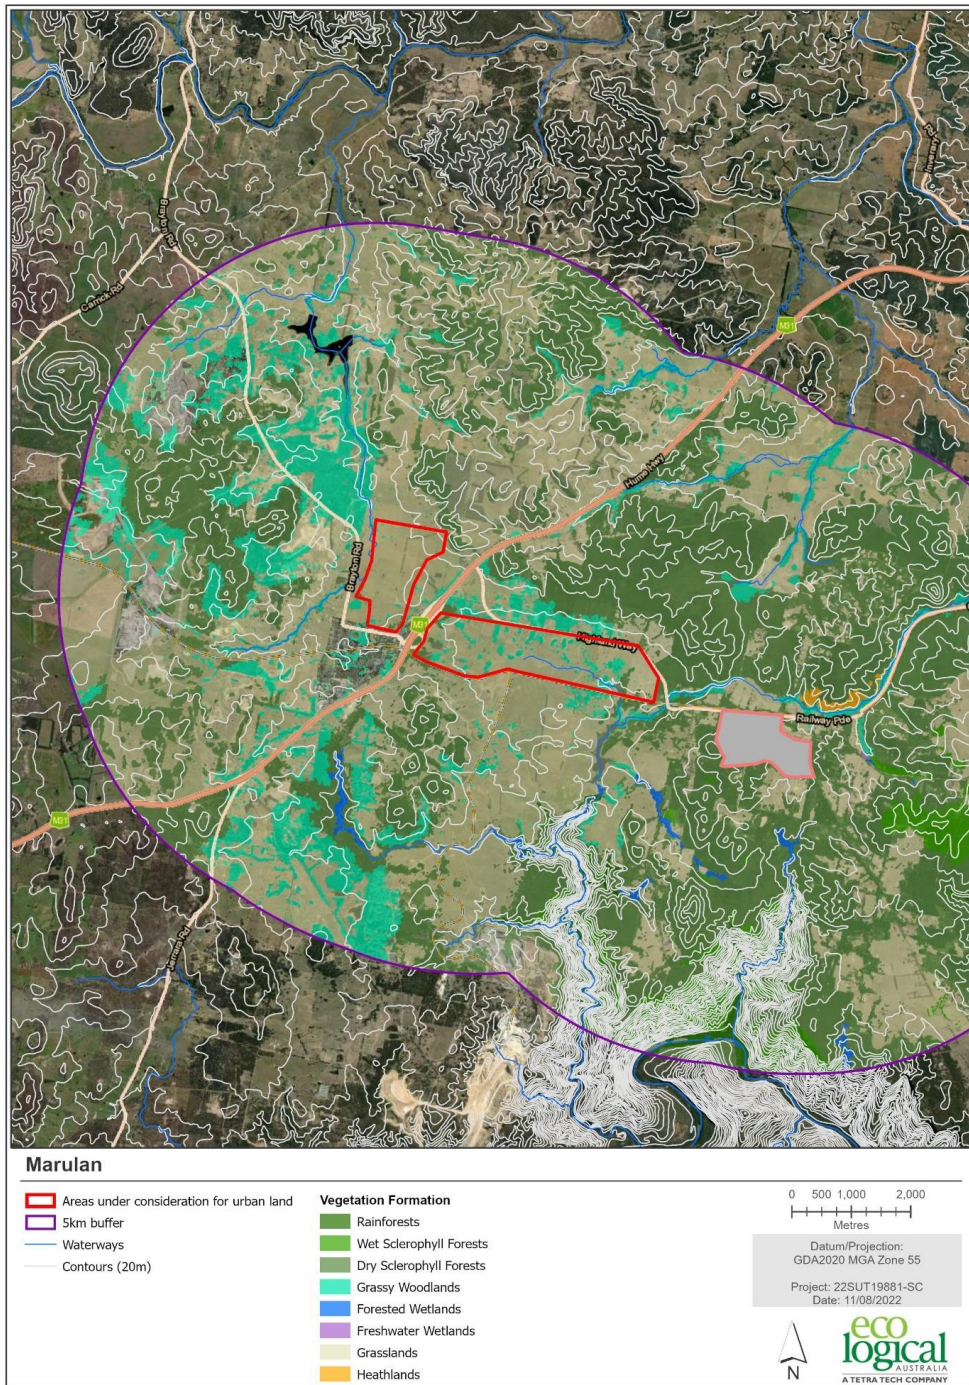 Inverary Rd
Brayton Rd
Carrick Rd
M31
Hume Hwy
Brayton Rd
M31
Highland Way
Railway Pde
M31
Jerrara Rd
Marulan
Areas under consideration for urban land
5km buffer
Waterways
Contours (20m)
Vegetation Formation
Rainforests
Wet Sclerophyll Forests
Dry Sclerophyll Forests
Grassy Woodlands
Forested Wetlands
Freshwater Wetlands
Grasslands
Heathlands
0 500 1,000 2,000
Metres
Datum/Projection:
GDA2020 MGA Zone 55
Project: 22SUT19881-SC
Date: 11/08/2022
N
eco
logical
AUSTRALIA
A TETRA TECH COMPANY